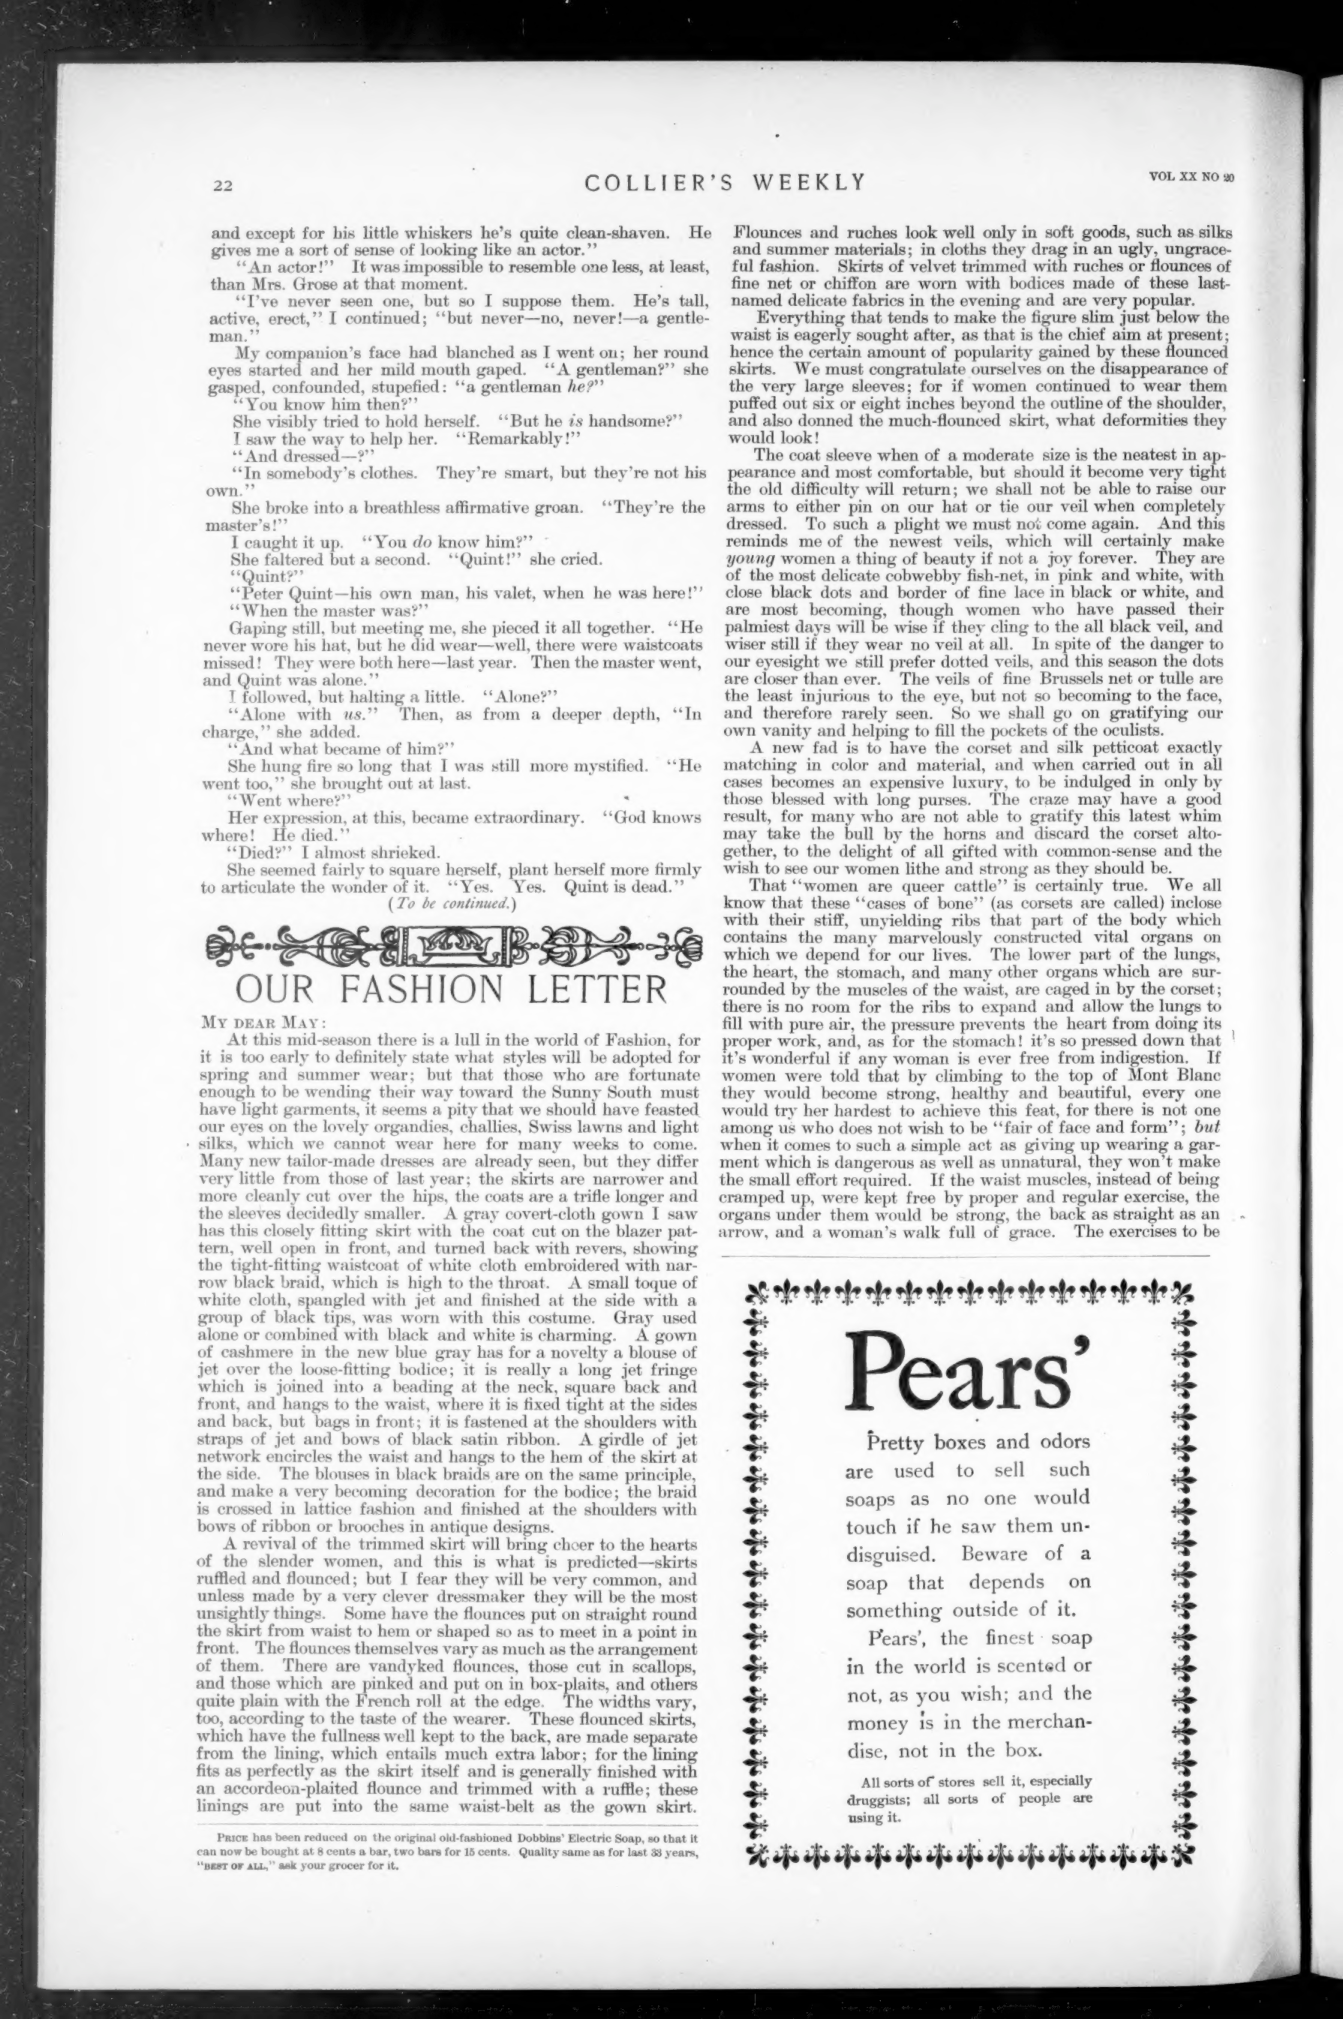 22
COLLIER'S WEEKLY
VOL XX NO 20
and except for his little whiskers he's quite clean-shaven. He
gives me a sort of sense of looking like an actor."
"An actor!" It was impossible to resemble one less, at least,
than Mrs. Grose at that moment.
"I've never seen one, but so I suppose them. He's tall,
active, erect," I continued; "but never—no, never!—a gentle-
man."
My companion's face had blanched as I went on; her round
eyes started and her mild mouth gaped. "A gentleman?" she
gasped, confounded, stupefied: "a gentleman he?"
"You know him then?"
She visibly tried to hold herself. "But he is handsome?"
I saw the way to help her. "Remarkably!"
"And dressed—?"
"In somebody's clothes. They're smart, but they're not his
own."
She broke into a breathless affirmative groan. "They're the
master's!"
I caught it up. "You do know him?"
She faltered but a second. "Quint!" she cried.
"Quint?"
"Peter Quint—his own man, his valet, when he was here!"
"When the master was?"
Gaping still, but meeting me, she pieced it all together. "He
never wore his hat, but he did wear—well, there were waistcoats
missed! They were both here—last year. Then the master went,
and Quint was alone."
I followed, but halting a little. "Alone?"
"Alone with us." Then, as from a deeper depth, "In
charge," she added.
"And what became of him?"
She hung fire so long that I was still more mystified. "He
went too," she brought out at last.
"Went where?"
Her expression, at this, became extraordinary. "God knows
where! He died."
"Died?" I almost shrieked.
She seemed fairly to square herself, plant herself more firmly
to articulate the wonder of it. "Yes. Yes. Quint is dead."
(To be continued.)
OUR FASHION LETTER
MY DEAR MAY:
At this mid-season there is a lull in the world of Fashion, for
it is too early to definitely state what styles will be adopted for
spring and summer wear; but that those who are fortunate
enough to be wending their way toward the Sunny South must
have light garments, it seems a pity that we should have feasted
our eyes on the lovely organdies, challies, Swiss lawns and light
silks, which we cannot wear here for many weeks to come.
Many new tailor-made dresses are already seen, but they differ
very little from those of last year; the skirts are narrower and
more cleanly cut over the hips, the coats are a trifle longer and
the sleeves decidedly smaller. A gray covert-cloth gown I saw
has this closely fitting skirt with the coat cut on the blazer pat-
tern, well open in front, and turned back with revers, showing
the tight-fitting waistcoat of white cloth embroidered with nar-
row black braid, which is high to the throat. A small toque of
white cloth, spangled with jet and finished at the side with a
group of black tips, was worn with this costume. Gray used
alone or combined with black and white is charming. A gown
of cashmere in the new blue gray has for a novelty a blouse of
jet over the loose-fitting bodice; it is really a long jet fringe
which is joined into a beading at the neck, square back and
front, and hangs to the waist, where it is fixed tight at the sides
and back, but bags in front; it is fastened at the shoulders with
straps of jet and bows of black satin ribbon. A girdle of jet
network encircles the waist and hangs to the hem of the skirt at
the side. The blouses in black braids are on the same principle,
and make a very becoming decoration for the bodice; the braid
is crossed in lattice fashion and finished at the shoulders with
bows of ribbon or brooches in antique designs.
A revival of the trimmed skirt will bring cheer to the hearts
of the slender women, and this is what is predicted—skirts
ruffled and flounced; but I fear they will be very common, and
unless made by a very clever dressmaker they will be the most
unsightly things. Some have the flounces put on straight round
the skirt from waist to hem or shaped so as to meet in a point in
front. The flounces themselves vary as much as the arrangement
of them. There are vandyked flounces, those cut in scallops,
and those which are pinked and put on in box-plaits, and others
quite plain with the French roll at the edge. The widths vary,
too, according to the taste of the wearer. These flounced skirts,
which have the fullness well kept to the back, are made separate
from the lining, which entails much extra labor; for the lining
fits as perfectly as the skirt itself and is generally finished with
an accordeon-plaited flounce and trimmed with a ruffle; these
linings are put into the same waist-belt as the gown skirt.
PRICE has been reduced on the original old-fashioned Dobbins' Electric Soap, so that it
can now be bought at 8 cents a bar, two bars for 15 cents. Quality same as for last 33 years,
"BEST OF ALL," ask your grocer for it.
Flounces and ruches look well only in soft goods, such as silks
and summer materials; in cloths they drag in an ugly, ungrace-
ful fashion. Skirts of velvet trimmed with ruches or flounces of
fine net or chiffon are worn with bodices made of these last-
named delicate fabrics in the evening and are very popular.
Everything that tends to make the figure slim just below the
waist is eagerly sought after, as that is the chief aim at present;
hence the certain amount of popularity gained by these flounced
skirts. We must congratulate ourselves on the disappearance of
the very large sleeves; for if women continued to wear them
puffed out six or eight inches beyond the outline of the shoulder,
and also donned the much-flounced skirt, what deformities they
would look!
The coat sleeve when of a moderate size is the neatest in ap-
pearance and most comfortable, but should it become very tight
the old difficulty will return; we shall not be able to raise our
arms to either pin on our hat or tie our veil when completely
dressed. To such a plight we must not come again. And this
reminds me of the newest veils, which will certainly make
young women a thing of beauty if not a joy forever. They are
of the most delicate cobwebby fish-net, in pink and white, with
close black dots and border of fine lace in black or white, and
are most becoming, though women who have passed their
palmiest days will be wise if they cling to the all black veil, and
wiser still if they wear no veil at all. In spite of the danger to
our eyesight we still prefer dotted veils, and this season the dots
are closer than ever. The veils of fine Brussels net or tulle are
the least injurious to the eye, but not so becoming to the face,
and therefore rarely seen. So we shall go on gratifying our
own vanity and helping to fill the pockets of the oculists.
A new fad is to have the corset and silk petticoat exactly
matching in color and material, and when carried out in all
cases becomes an expensive luxury, to be indulged in only by
those blessed with long purses. The craze may have a good
result, for many who are not able to gratify this latest whim
may take the bull by the horns and discard the corset alto-
gether, to the delight of all gifted with common-sense and the
wish to see our women lithe and strong as they should be.
That "women are queer cattle" is certainly true. We all
know that these "cases of bone" (as corsets are called) inclose
with their stiff, unyielding ribs that part of the body which
contains the many marvelously constructed vital organs on
which we depend for our lives. The lower part of the lungs,
the heart, the stomach, and many other organs which are sur-
rounded by the muscles of the waist, are caged in by the corset;
there is no room for the ribs to expand and allow the lungs to
fill with pure air, the pressure prevents the heart from doing its
proper work, and, as for the stomach! it's so pressed down that
it's wonderful if any woman is ever free from indigestion. If
women were told that by climbing to the top of Mont Blanc
they would become strong, healthy and beautiful, every one
would try her hardest to achieve this feat, for there is not one
among us who does not wish to be "fair of face and form"; but
when it comes to such a simple act as giving up wearing a gar-
ment which is dangerous as well as unnatural, they won't make
the small effort required. If the waist muscles, instead of being
cramped up, were kept free by proper and regular exercise, the
organs under them would be strong, the back as straight as an
arrow, and a woman's walk full of grace. The exercises to be
Pears'
Pretty boxes and odors
are used to sell such
soaps as no one would
touch if he saw them un-
disguised. Beware of a
soap that depends on
something outside of it.
Pears', the finest soap
in the world is scented or
not, as you wish; and the
money is in the merchan-
dise, not in the box.
All sorts of stores sell it, especially
druggists; all sorts of people are
using it.